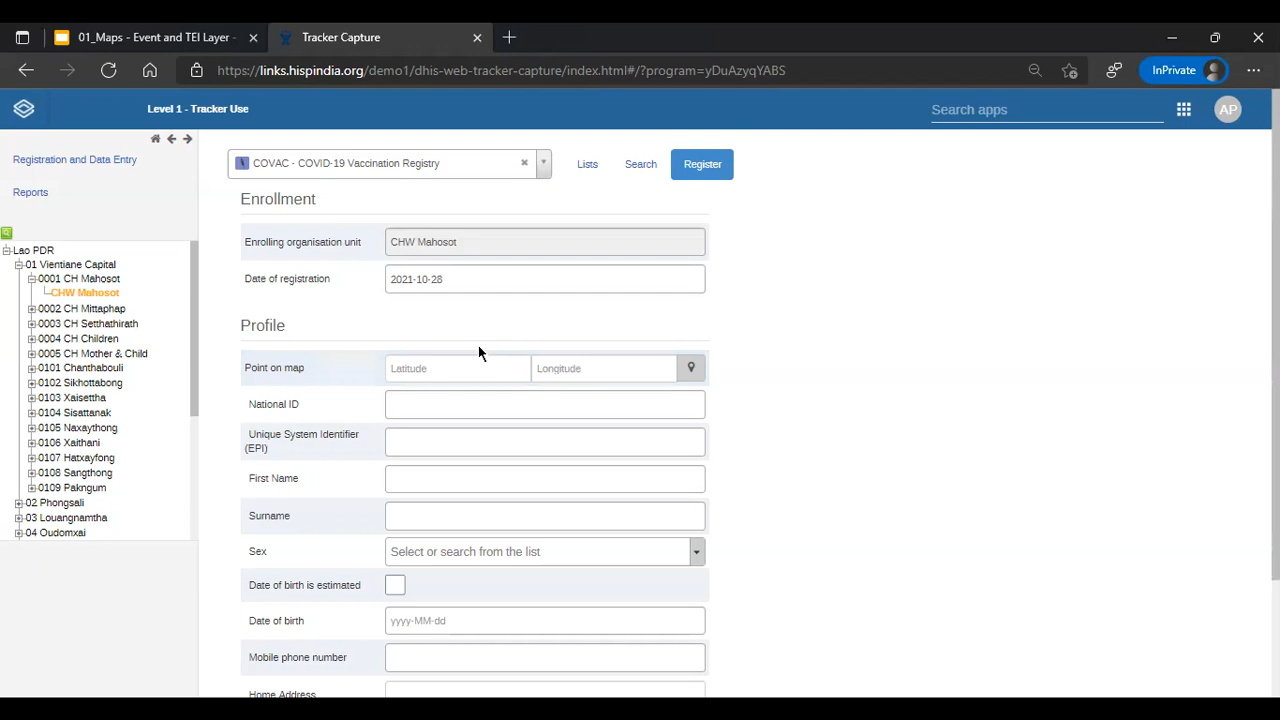 01_Maps - Event and TEI Layer -
Tracker Capture
https://links.hispindia.org/demo1/dhis-web-tracker-capture/index.html#/?program=yDuAzyqYABS
InPrivate
Level 1 - Tracker Use
Search apps
AP
Registration and Data Entry
Reports
Lao PDR
01 Vientiane Capital
0001 CH Mahosot
CHW Mahosot
0002 CH Mittaphap
0003 CH Setthathirath
0004 CH Children
0005 CH Mother & Child
0101 Chanthabouli
0102 Sikhottabong
0103 Xaisettha
0104 Sisattanak
0105 Naxaythong
0106 Xaithani
0107 Hatxayfong
0108 Sangthong
0109 Pakngum
02 Phongsali
03 Louangnamtha
04 Oudomxai
COVAC - COVID-19 Vaccination Registry
Lists
Search
Register
Enrollment
Enrolling organisation unit
CHW Mahosot
Date of registration
2021-10-28
Profile
Point on map
Latitude
Longitude
National ID
Unique System Identifier
(EPI)
First Name
Surname
Sex
Select or search from the list
Date of birth is estimated
Date of birth
yyyy-MM-dd
Mobile phone number
Home Address